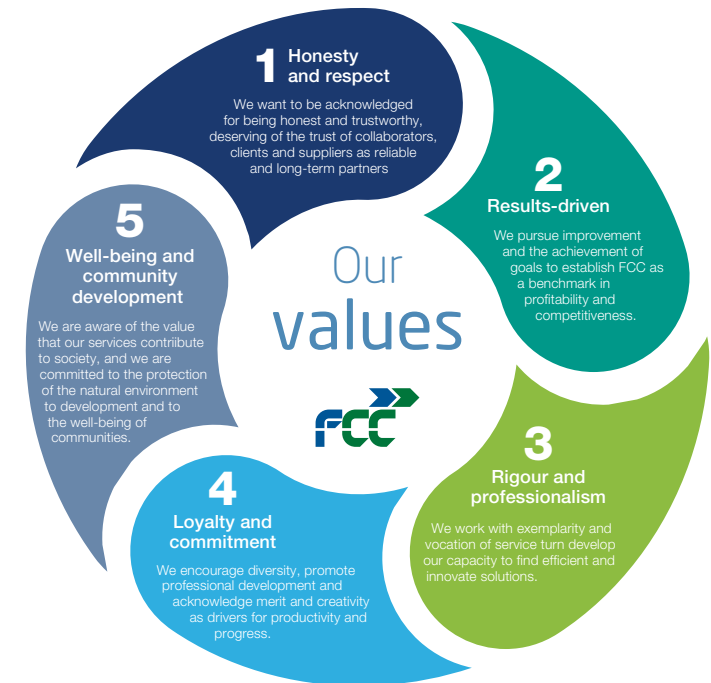 1 Honesty
and respect
We want to be acknowledged
for being honest and trustworthy,
deserving of the trust of collaborators,
clients and suppliers as reliable
and long-term partners
2
Results-driven
We pursue improvement
and the achievement of
goals to establish FCC as
a benchmark in
profitability and
competitiveness.
3
Rigour and
professionalism
We work with exemplarity and
vocation of service turn develop
our capacity to find efficient and
innovate solutions.
4
Loyalty and
commitment
We encourage diversity, promote
professional development and
acknowledge merit and creativity
as drivers for productivity and
progress.
5
Well-being and
community
development
We are aware of the value
that our services contriibute
to society, and we are
committed to the protection
of the natural environment
to development and to
the well-being of
communities.
Our
values
FCC